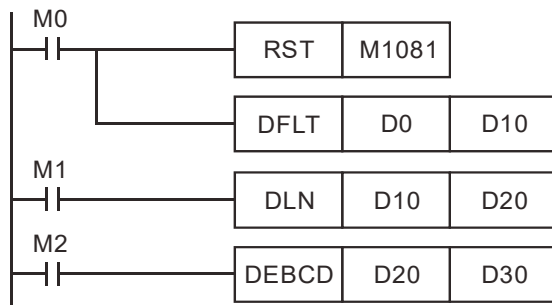 M0
RST M1081
DFLT D0 D10
M1
DLN D10 D20
M2
DEBCD D20 D30